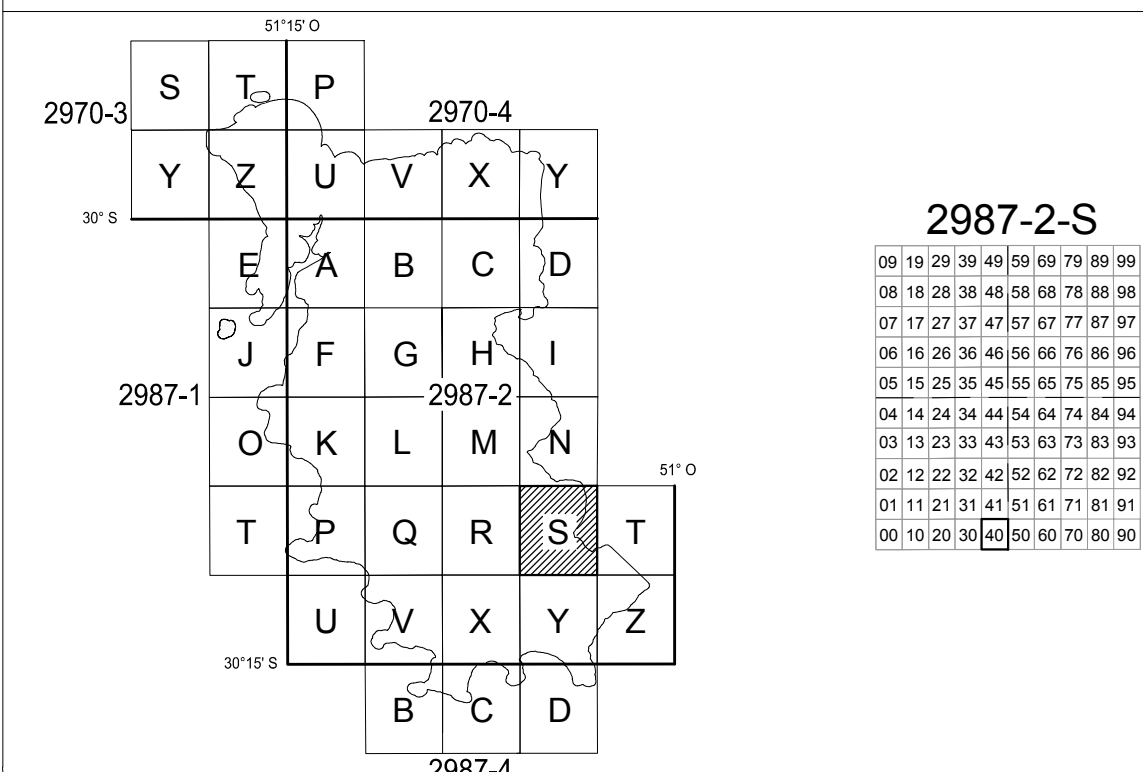 51°15' O
S T P
2970-3 2970-4
Y Z U V X Y
30° S
E A B C D
J F G H I
2987-1 2987-2
O K L M N
51° O
T P Q R S T
U V X Y Z
30°15' S
B C D
2987-4
2987-2-S
09 19 29 39 49 59 69 79 89 99
08 18 28 38 48 58 68 78 88 98
07 17 27 37 47 57 67 77 87 97
06 16 26 36 46 56 66 76 86 96
05 15 25 35 45 55 65 75 85 95
04 14 24 34 44 54 64 74 84 94
03 13 23 33 43 53 63 73 83 93
02 12 22 32 42 52 62 72 82 92
01 11 21 31 41 51 61 71 81 91
00 10 20 30 40 50 60 70 80 90